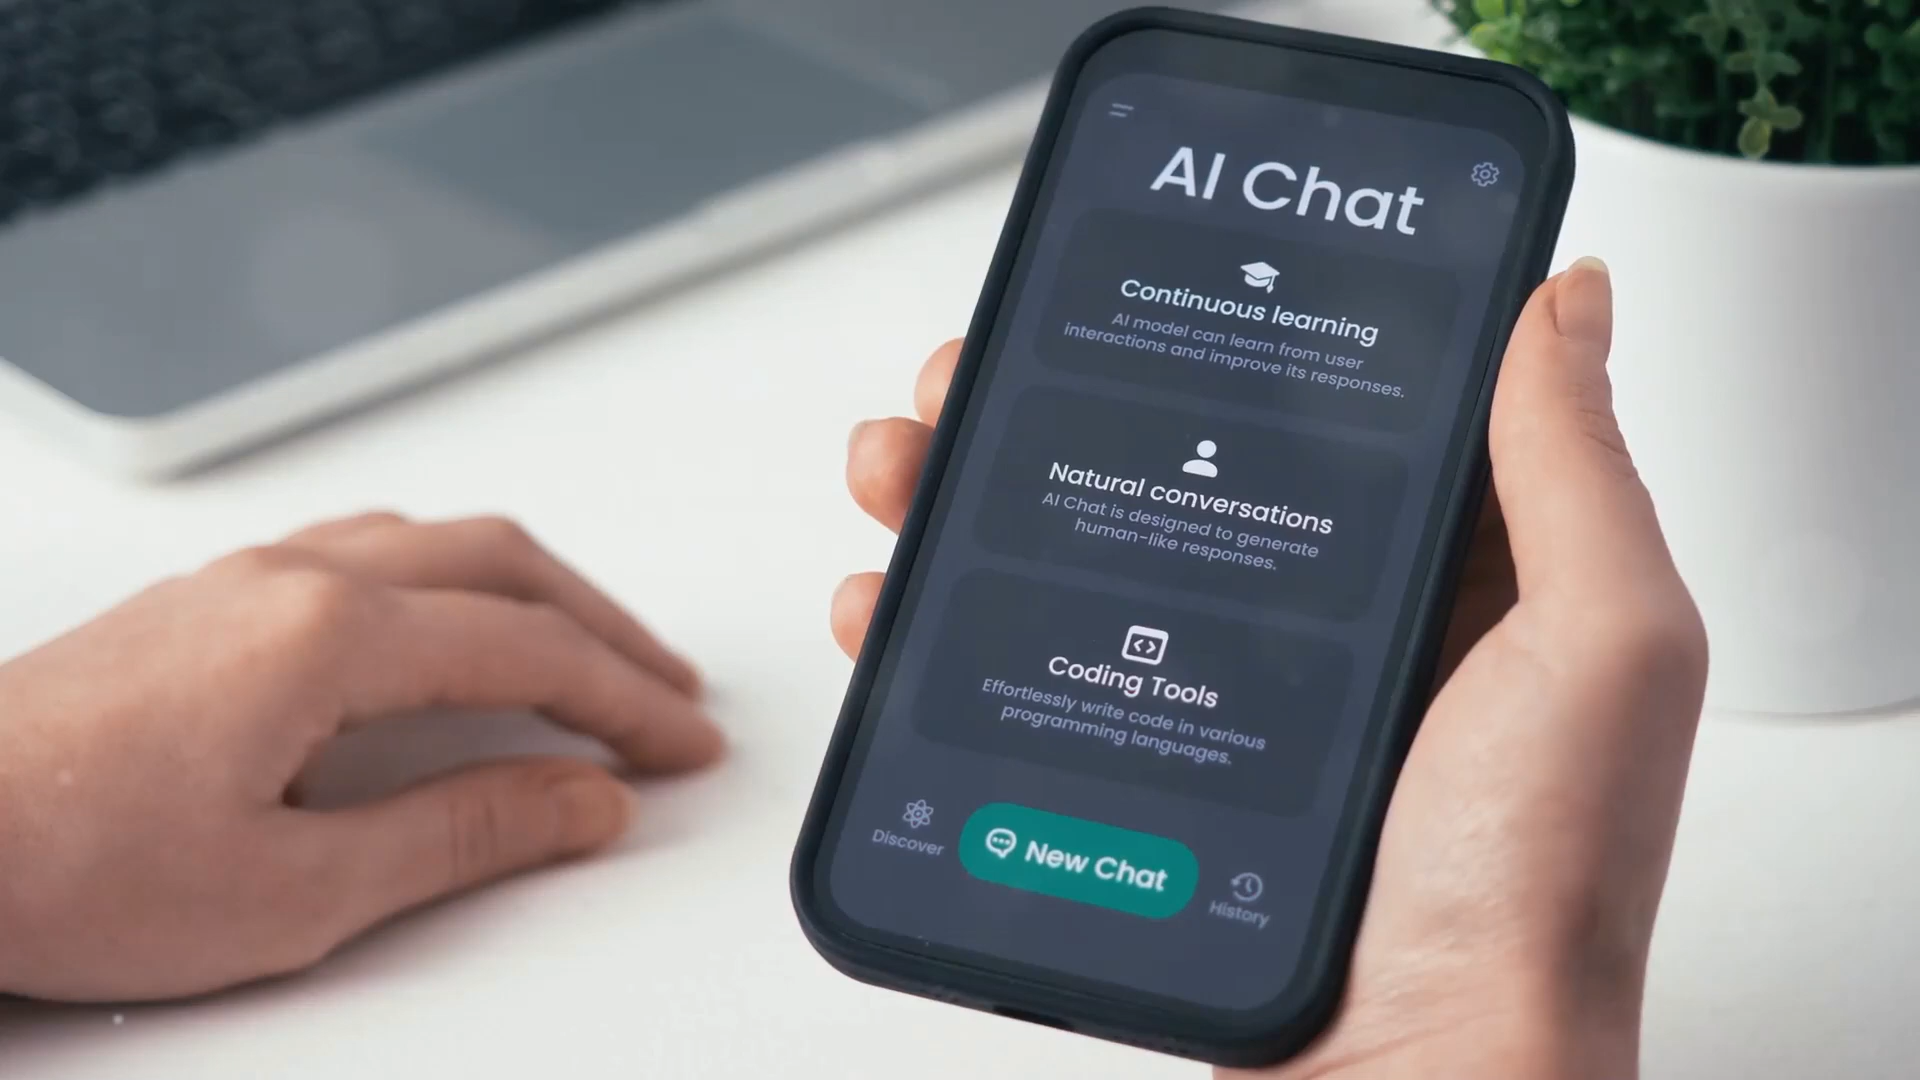 AI Chat
Continuous learning
AI model can learn from user
interactions and improve its responses.
Natural conversations
AI Chat is designed to generate
human-like responses.
Coding Tools
Effortlessly write code in various
programming languages.
Discover
New Chat
History